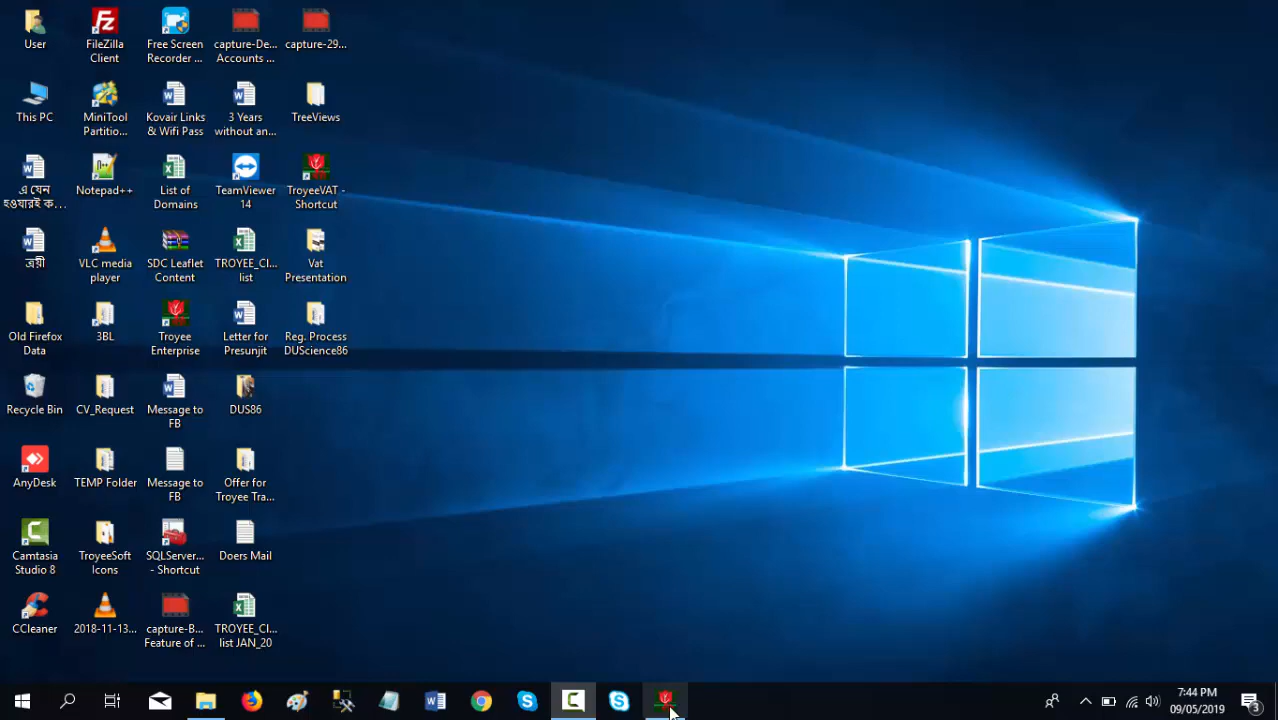 User
FileZilla
Client
Free Screen
Recorder ...
capture-De...
Accounts ...
capture-29...
This PC
MiniTool
Partitio...
Kovair Links
& Wifi Pass
3 Years
without an...
TreeViews
এ যেন
হওযারই ক...
Notepad++
List of
Domains
TeamViewer
14
TroyeeVAT -
Shortcut
ত্রয়ী
VLC media
player
SDC Leaflet
Content
TROYEE_Cl...
list
Vat
Presentation
Old Firefox
Data
3BL
Troyee
Enterprise
Letter for
Presunjit
Reg. Process
DUScience86
Recycle Bin
CV_Request
Message to
FB
DUS86
AnyDesk
TEMP Folder
Message to
FB
Offer for
Troyee Tra...
Camtasia
Studio 8
TroyeeSoft
Icons
SQLServer...
- Shortcut
Doers Mail
CCleaner
2018-11-13...
capture-B...
Feature of ...
TROYEE_Cl...
list JAN_20
7:44 PM
09/05/2019
3